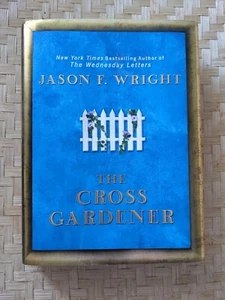 New York Times Bestselling Author of
The Wednesday Letters
JASON F. WRIGHT
THE
CROSS
GARDENER